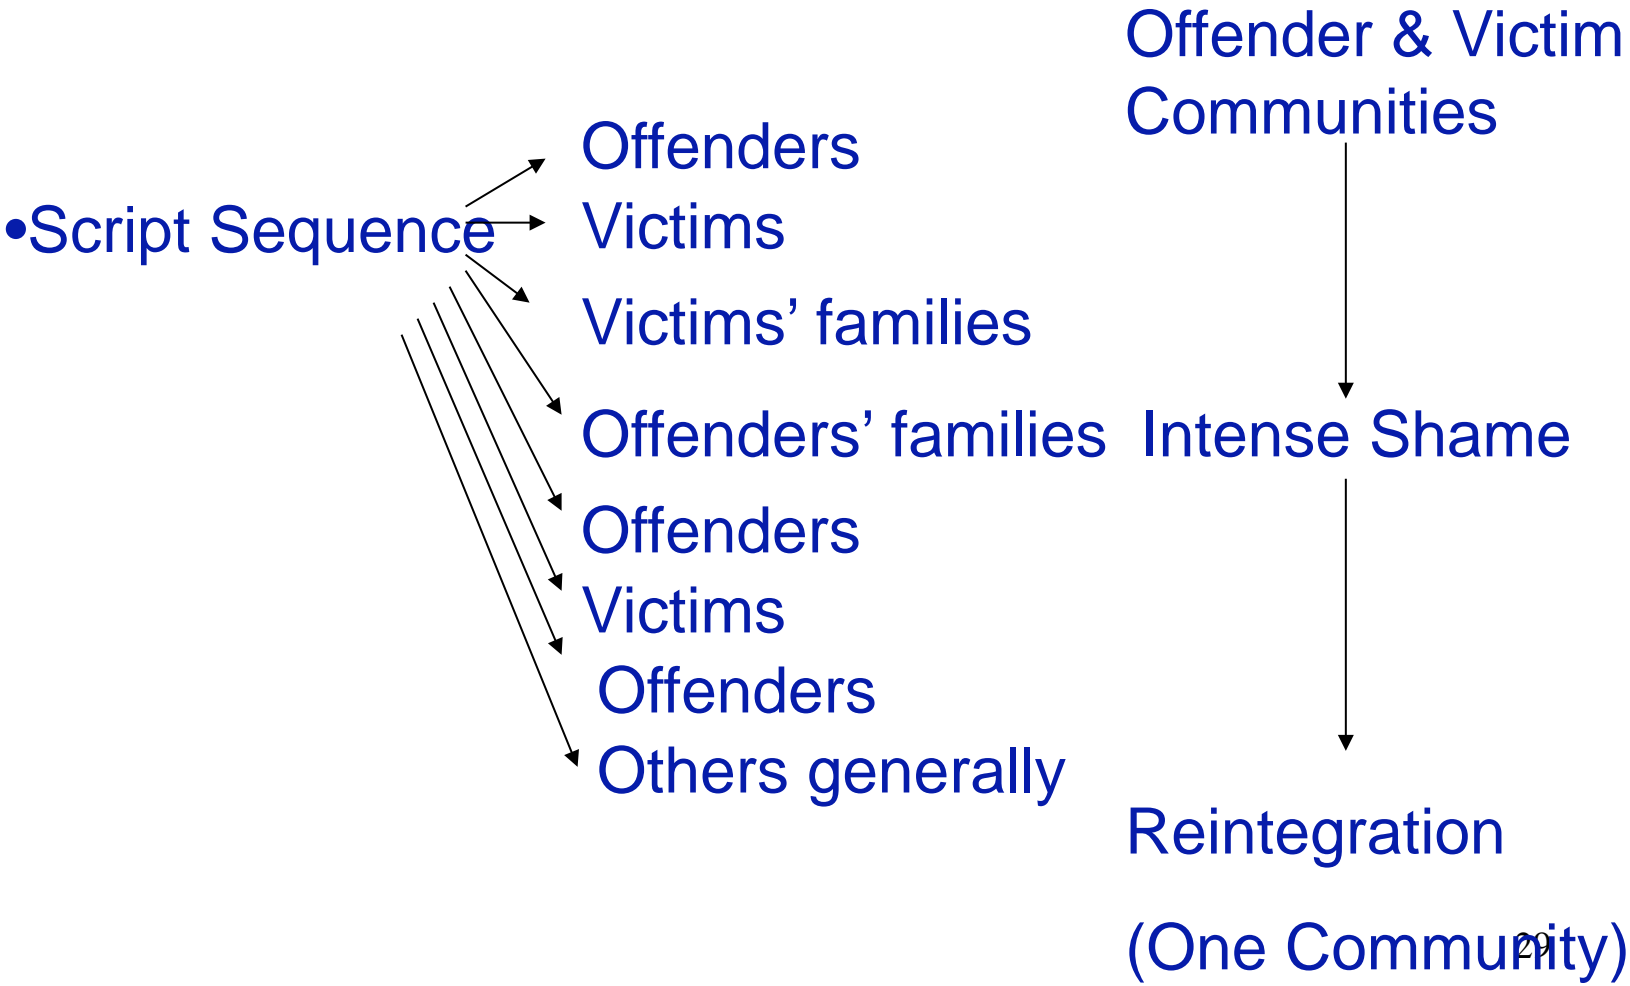 •Script Sequence
Offenders
Victims
Victims’ families
Offenders’ families
Offenders
Victims
Offenders
Others generally
Offender & Victim
Communities
Intense Shame
Reintegration
(One Community)
29